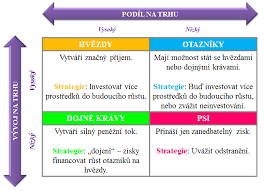 PODÍL NA TRHU
Vysoký Nízký
VÝVOJ NA TRHU
Vysoký
Nízký
HVĚZDY
Vytváří značný příjem.
Strategie: Investovat více
prostředků do budoucího růstu.
OTAZNÍKY
Mají možnost stát se hvězdami
nebo dojnými krávami.
Strategie: Buď investovat více
prostředků do budoucího růstu,
nebo zvážit neinvestování.
DOJNÉ KRAVY
Vytváří silný peněžní tok.
Strategie: „dojení“ – zisky
financovat růst otazníků na
hvězdy.
PSI
Přináší jen zanedbatelný zisk.
Strategie: Uvážit odstranění.